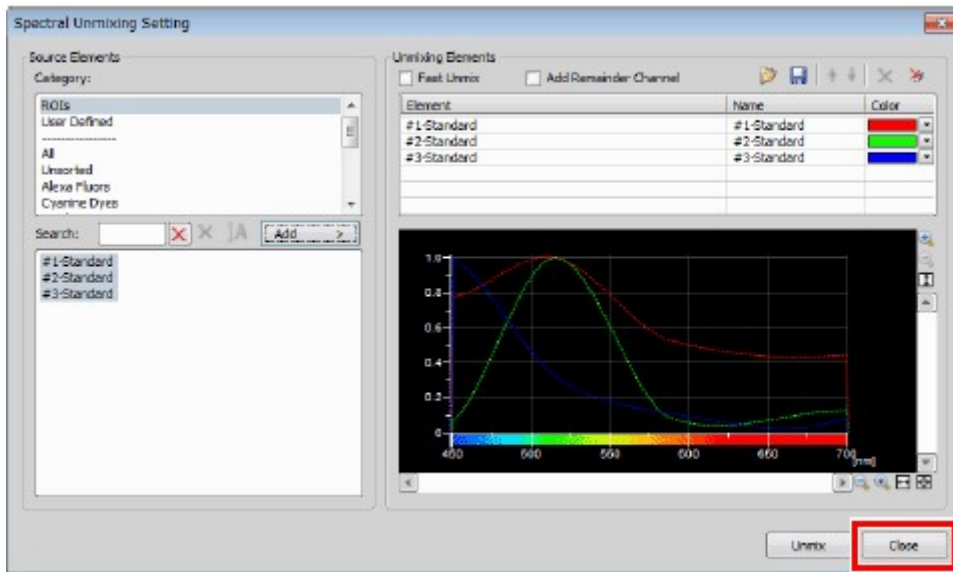 Spectral Unmixing Setting
Source Elements
Category:
ROIs
User Defined
------------------
All
Unsorted
Alexa Fluors
Cyanine Dyes
Search:
Add >
#1-Standard
#2-Standard
#3-Standard
Unmixing Elements
Fast Unmix
Add Remainder Channel
Element Name Color
#1-Standard #1-Standard
#2-Standard #2-Standard
#3-Standard #3-Standard
1.0
0.8
0.6
0.4
0.2
0
450 500 550 600 650 700
[nm]
Unmix
Close